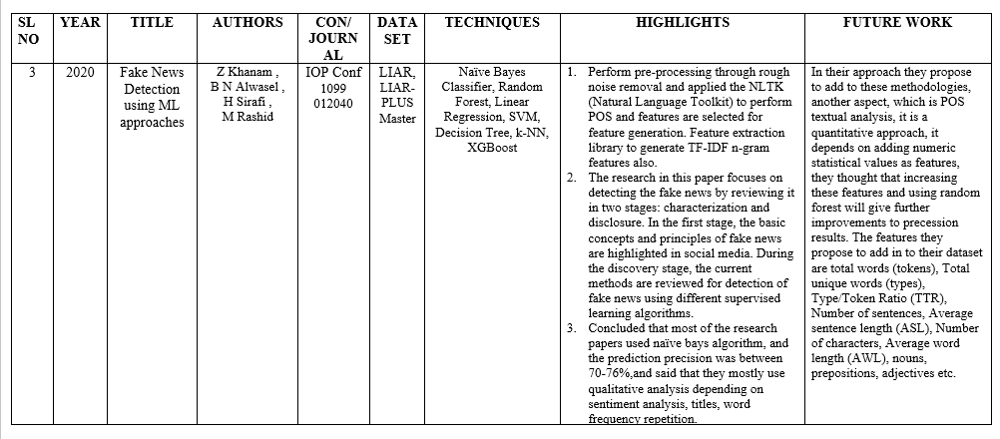 SL NO
YEAR
TITLE
AUTHORS
CON/ JOURN AL
DATA SET
TECHNIQUES
HIGHLIGHTS
FUTURE WORK
3
2020
Fake News
Detection
using ML
approaches
Z Khanam ,
B N Alwasel ,
H Sirafi ,
M Rashid
IOP Conf
1099
012040
LIAR,
LIAR-
PLUS
Master
Naïve Bayes
Classifier, Random
Forest, Linear
Regression, SVM,
Decision Tree, k-NN,
XGBoost
1. Perform pre-processing through rough
noise removal and applied the NLTK
(Natural Language Toolkit) to perform
POS and features are selected for
feature generation. Feature extraction
library to generate TF-IDF n-gram
features also.
2. The research in this paper focuses on
detecting the fake news by reviewing it
in two stages: characterization and
disclosure. In the first stage, the basic
concepts and principles of fake news
are highlighted in social media. During
the discovery stage, the current
methods are reviewed for detection of
fake news using different supervised
learning algorithms.
3. Concluded that most of the research
papers used naïve bays algorithm, and
the prediction precision was between
70-76%,and said that they mostly use
qualitative analysis depending on
sentiment analysis, titles, word
frequency repetition.
In their approach they propose
to add to these methodologies,
another aspect, which is POS
textual analysis, it is a
quantitative approach, it
depends on adding numeric
statistical values as features,
they thought that increasing
these features and using random
forest will give further
improvements to precession
results. The features they
propose to add in to their dataset
are total words (tokens), Total
unique words (types),
Type/Token Ratio (TTR),
Number of sentences, Average
sentence length (ASL), Number
of characters, Average word
length (AWL), nouns,
prepositions, adjectives etc.